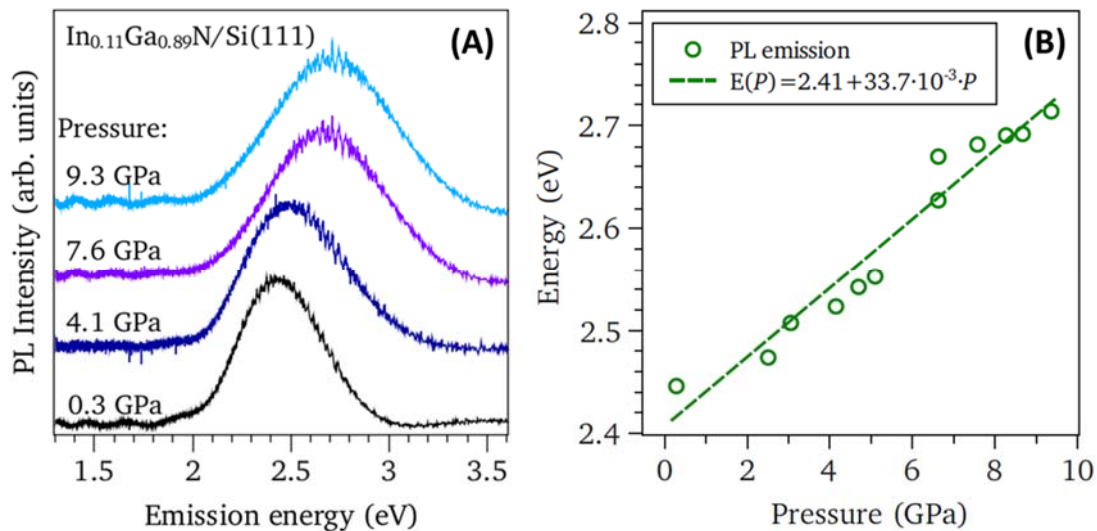 In₀.₁₁Ga₀.₈₉N/Si(111)
(A)
Pressure:
9.3 GPa
7.6 GPa
4.1 GPa
0.3 GPa
PL Intensity (arb. units)
1.5 2.0 2.5 3.0 3.5
Emission energy (eV)
(B)
PL emission
E(P)=2.41+33.7·10⁻³·P
2.8
2.7
2.6
2.5
2.4
Energy (eV)
0 2 4 6 8 10
Pressure (GPa)